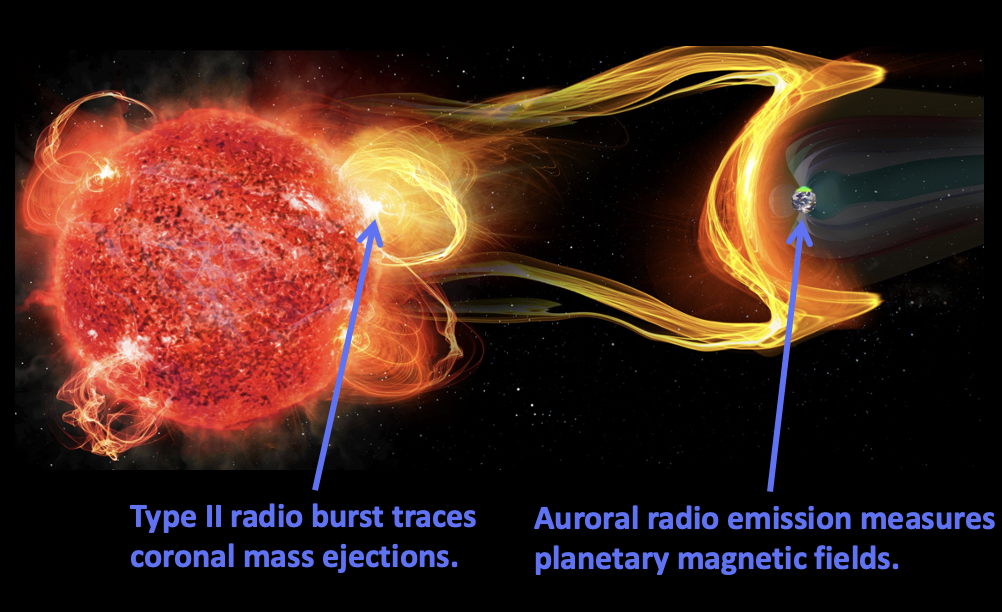 Type II radio burst traces
coronal mass ejections.
Auroral radio emission measures
planetary magnetic fields.